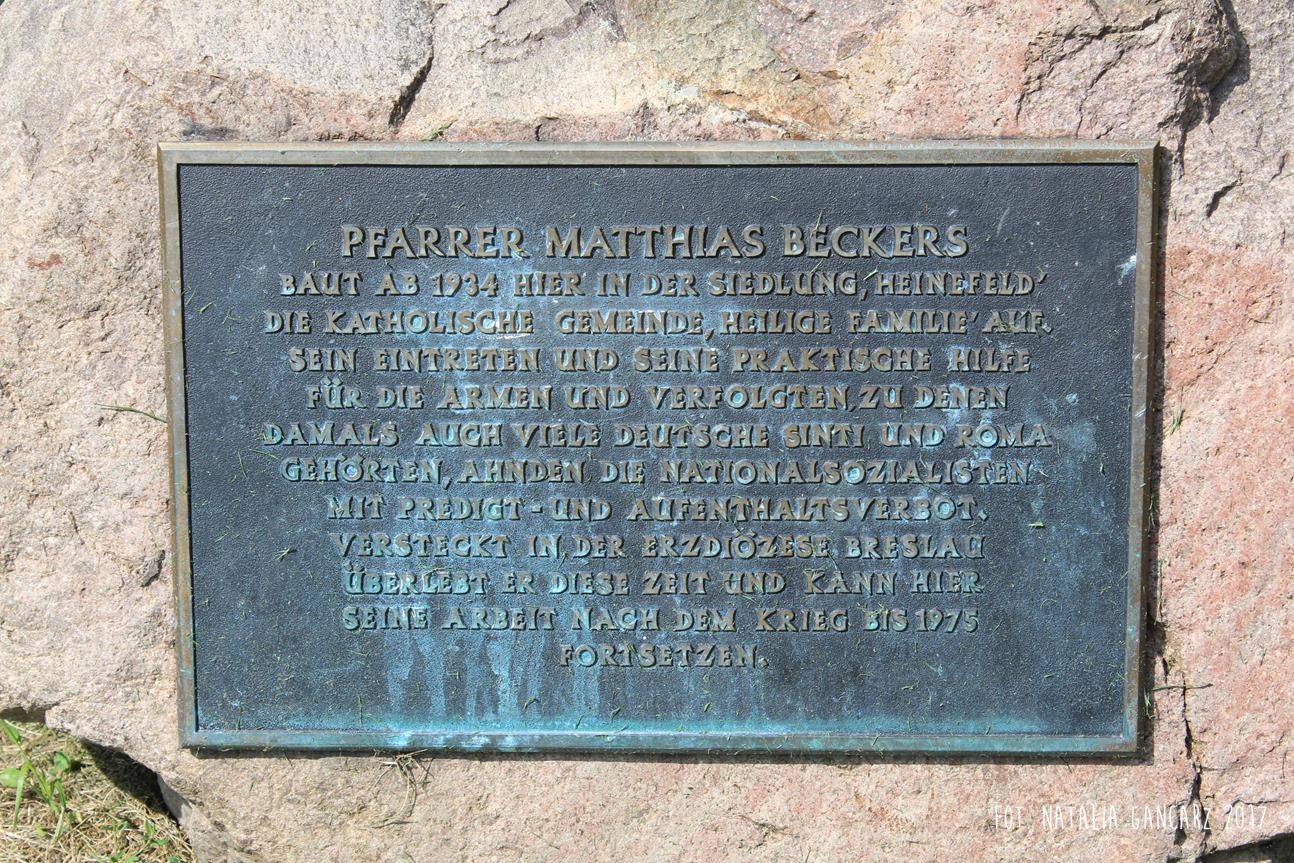 PFARRER MATTHIAS BECKERS
BAUT AB 1934 HIER IN DER SIEDLUNG ‚HEINEFELD’
DIE KATHOLISCHE GEMEINDE ‚HEILIGE FAMILIE’ AUF.
SEIN EINTRETEN UND SEINE PRAKTISCHE HILFE
FÜR DIE ARMEN UND VERFOLGTEN, ZU DENEN
DAMALS AUCH VIELE DEUTSCHE SINTI UND ROMA
GEHÖRTEN, AHNDEN DIE NATIONALSOZIALISTEN
MIT PREDIGT- UND AUFENTHALTSVERBOT.
VERSTECKT IN DER ERZDIÖZESE BRESLAU
ÜBERLEBT ER DIESE ZEIT UND KANN HIER
SEINE ARBEIT NACH DEM KRIEG BIS 1975
FORTSETZEN.
FOT. NATALIA GANCARZ 2017